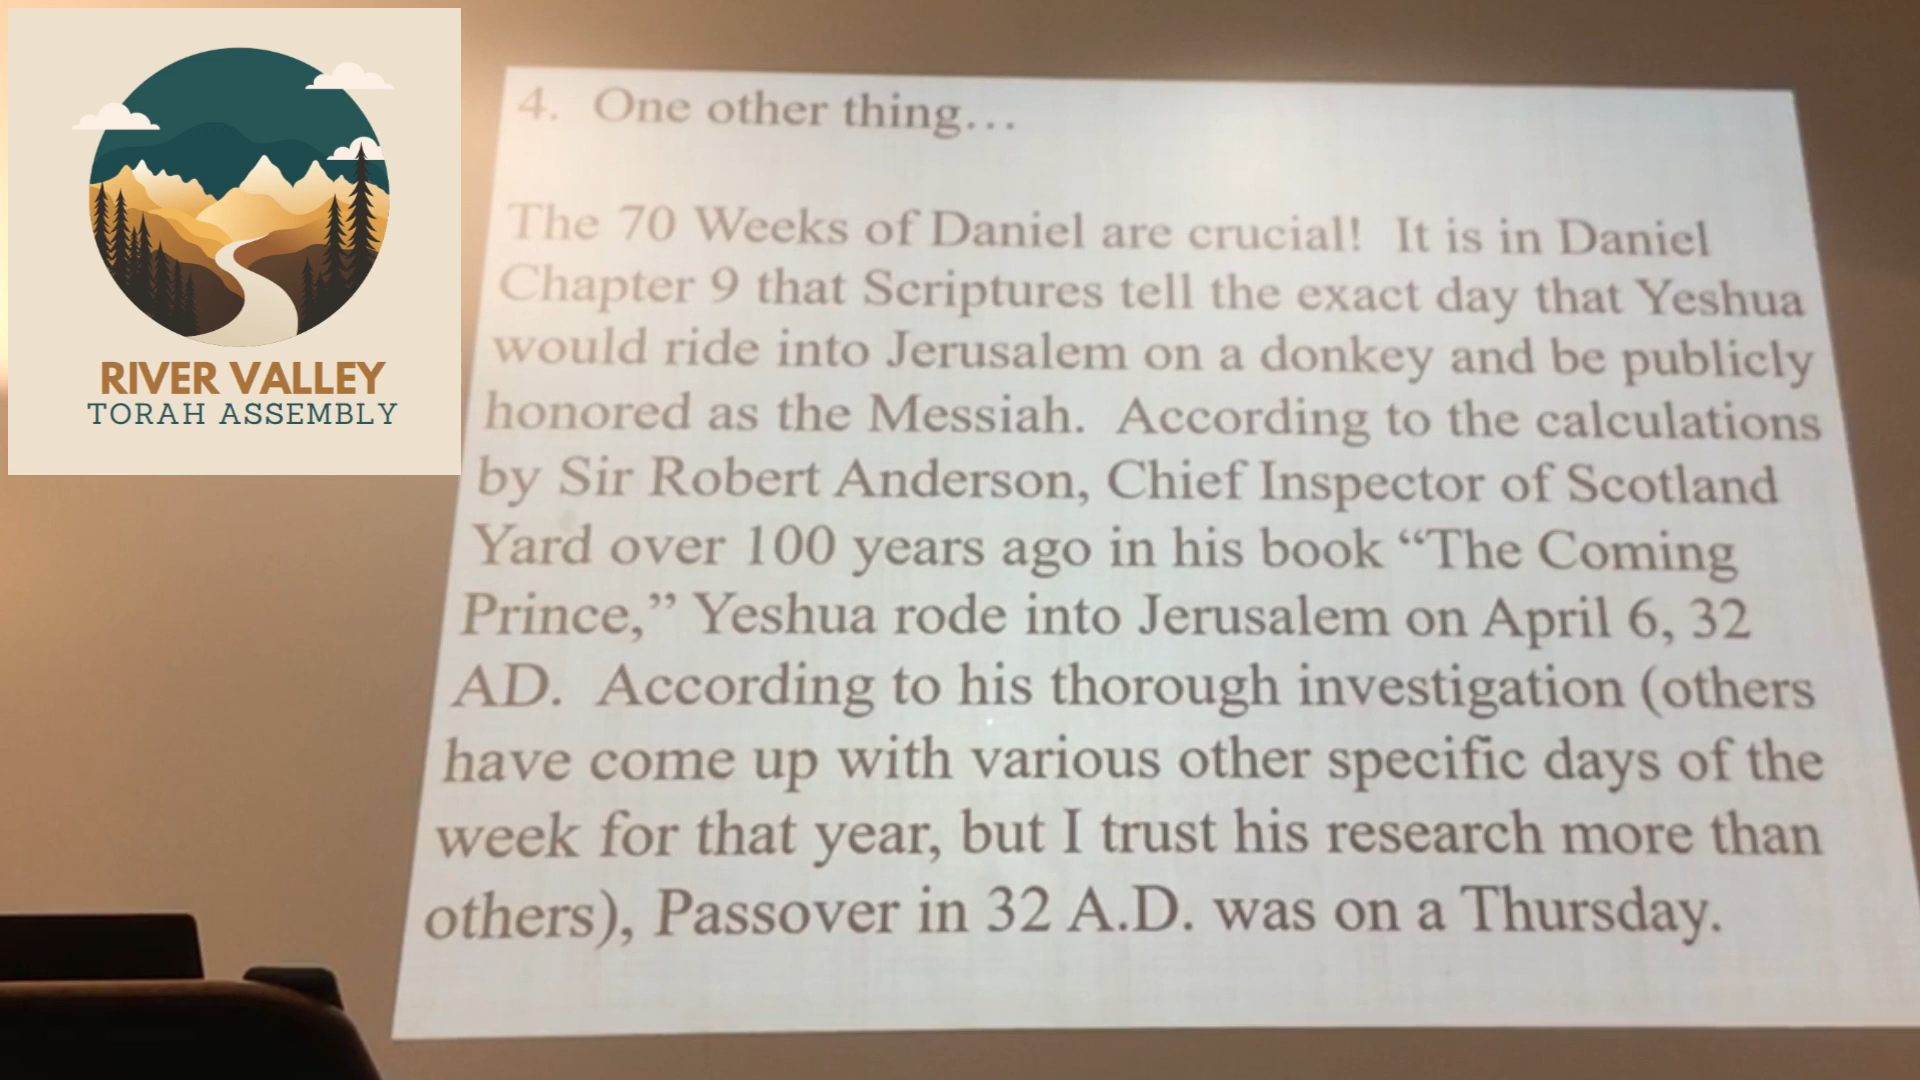 RIVER VALLEY
TORAH ASSEMBLY
4. One other thing…
The 70 Weeks of Daniel are crucial! It is in Daniel
Chapter 9 that Scriptures tell the exact day that Yeshua
would ride into Jerusalem on a donkey and be publicly
honored as the Messiah. According to the calculations
by Sir Robert Anderson, Chief Inspector of Scotland
Yard over 100 years ago in his book “The Coming
Prince,” Yeshua rode into Jerusalem on April 6, 32
AD. According to his thorough investigation (others
have come up with various other specific days of the
week for that year, but I trust his research more than
others), Passover in 32 A.D. was on a Thursday.